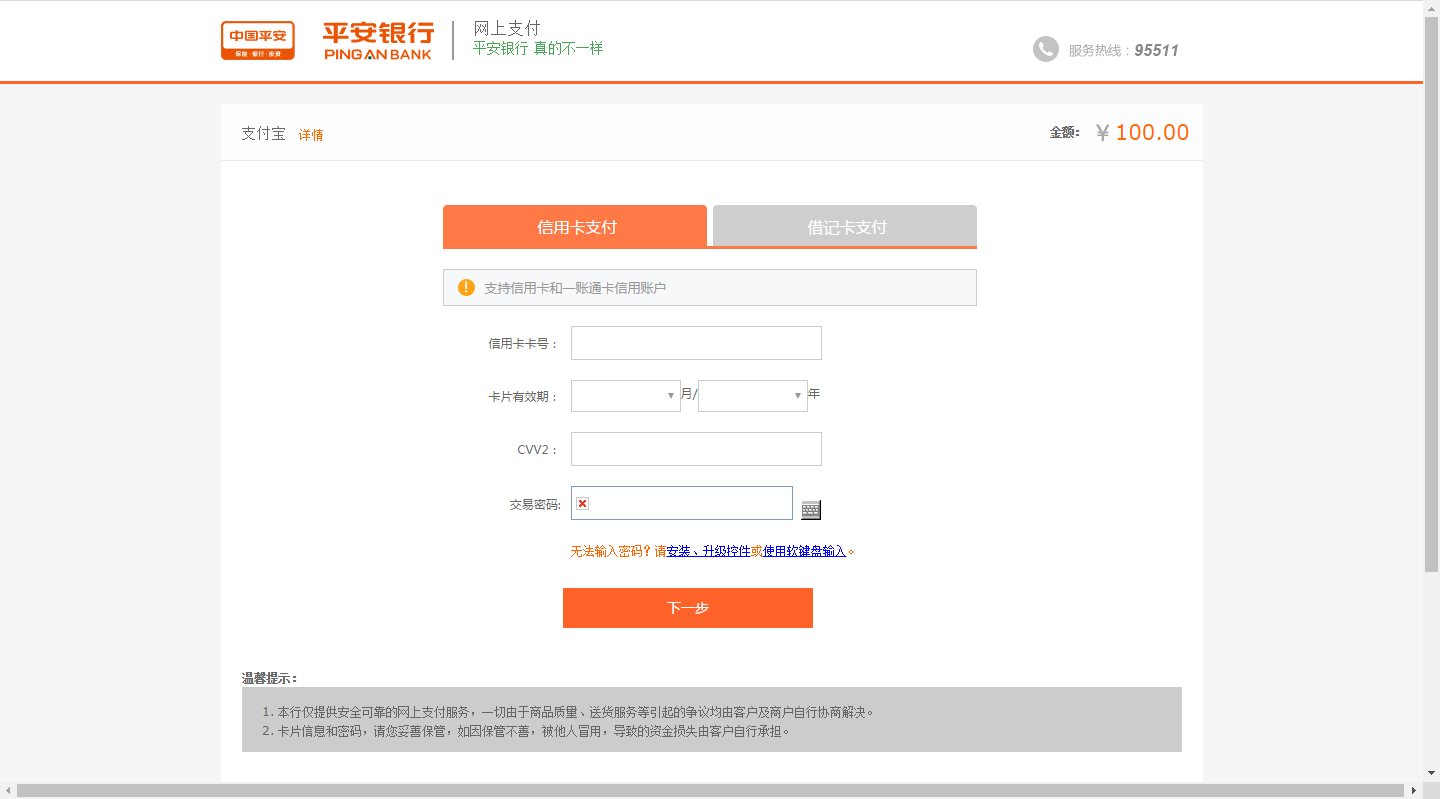 中国平安
保险·银行·投资
平安银行
PING AN BANK
网上支付
平安银行 真的不一样
服务热线：95511
支付宝 详情
金额： ￥100.00
信用卡支付
借记卡支付
支持信用卡和一账通卡信用账户
信用卡卡号：
卡片有效期： 月/ 年
CVV2：
交易密码:
无法输入密码？请安装、升级控件或使用软键盘输入。
下一步
温馨提示：
1. 本行仅提供安全可靠的网上支付服务，一切由于商品质量、送货服务等引起的争议均由客户及商户自行协商解决。
2. 卡片信息和密码，请您妥善保管，如因保管不善，被他人冒用，导致的资金损失由客户自行承担。